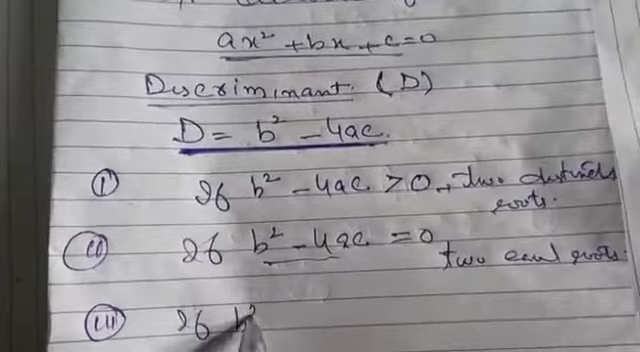 ax² + bx + c = 0
Discriminant (D)
D = b² - 4ac.
(i) If b² - 4ac > 0, two distinct
roots.
(ii) If b² - 4ac = 0
two equal roots.
(iii) If b²